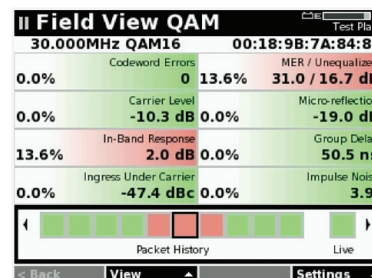 Field View QAM
E
Test Pla
30.000MHz QAM16 00:18:9B:7A:84:8
Codeword Errors
0.0% 0
MER / Unequalize
13.6% 31.0 / 16.7 d
Carrier Level
0.0% -10.3 dB
Micro-reflectio
0.0% -19.0 d
In-Band Response
13.6% 2.0 dB
Group Dela
0.0% 50.5 n
Ingress Under Carrier
0.0% -47.4 dBc
Impulse Nois
0.0% 3.9
Packet History
Live
< Back View Settings